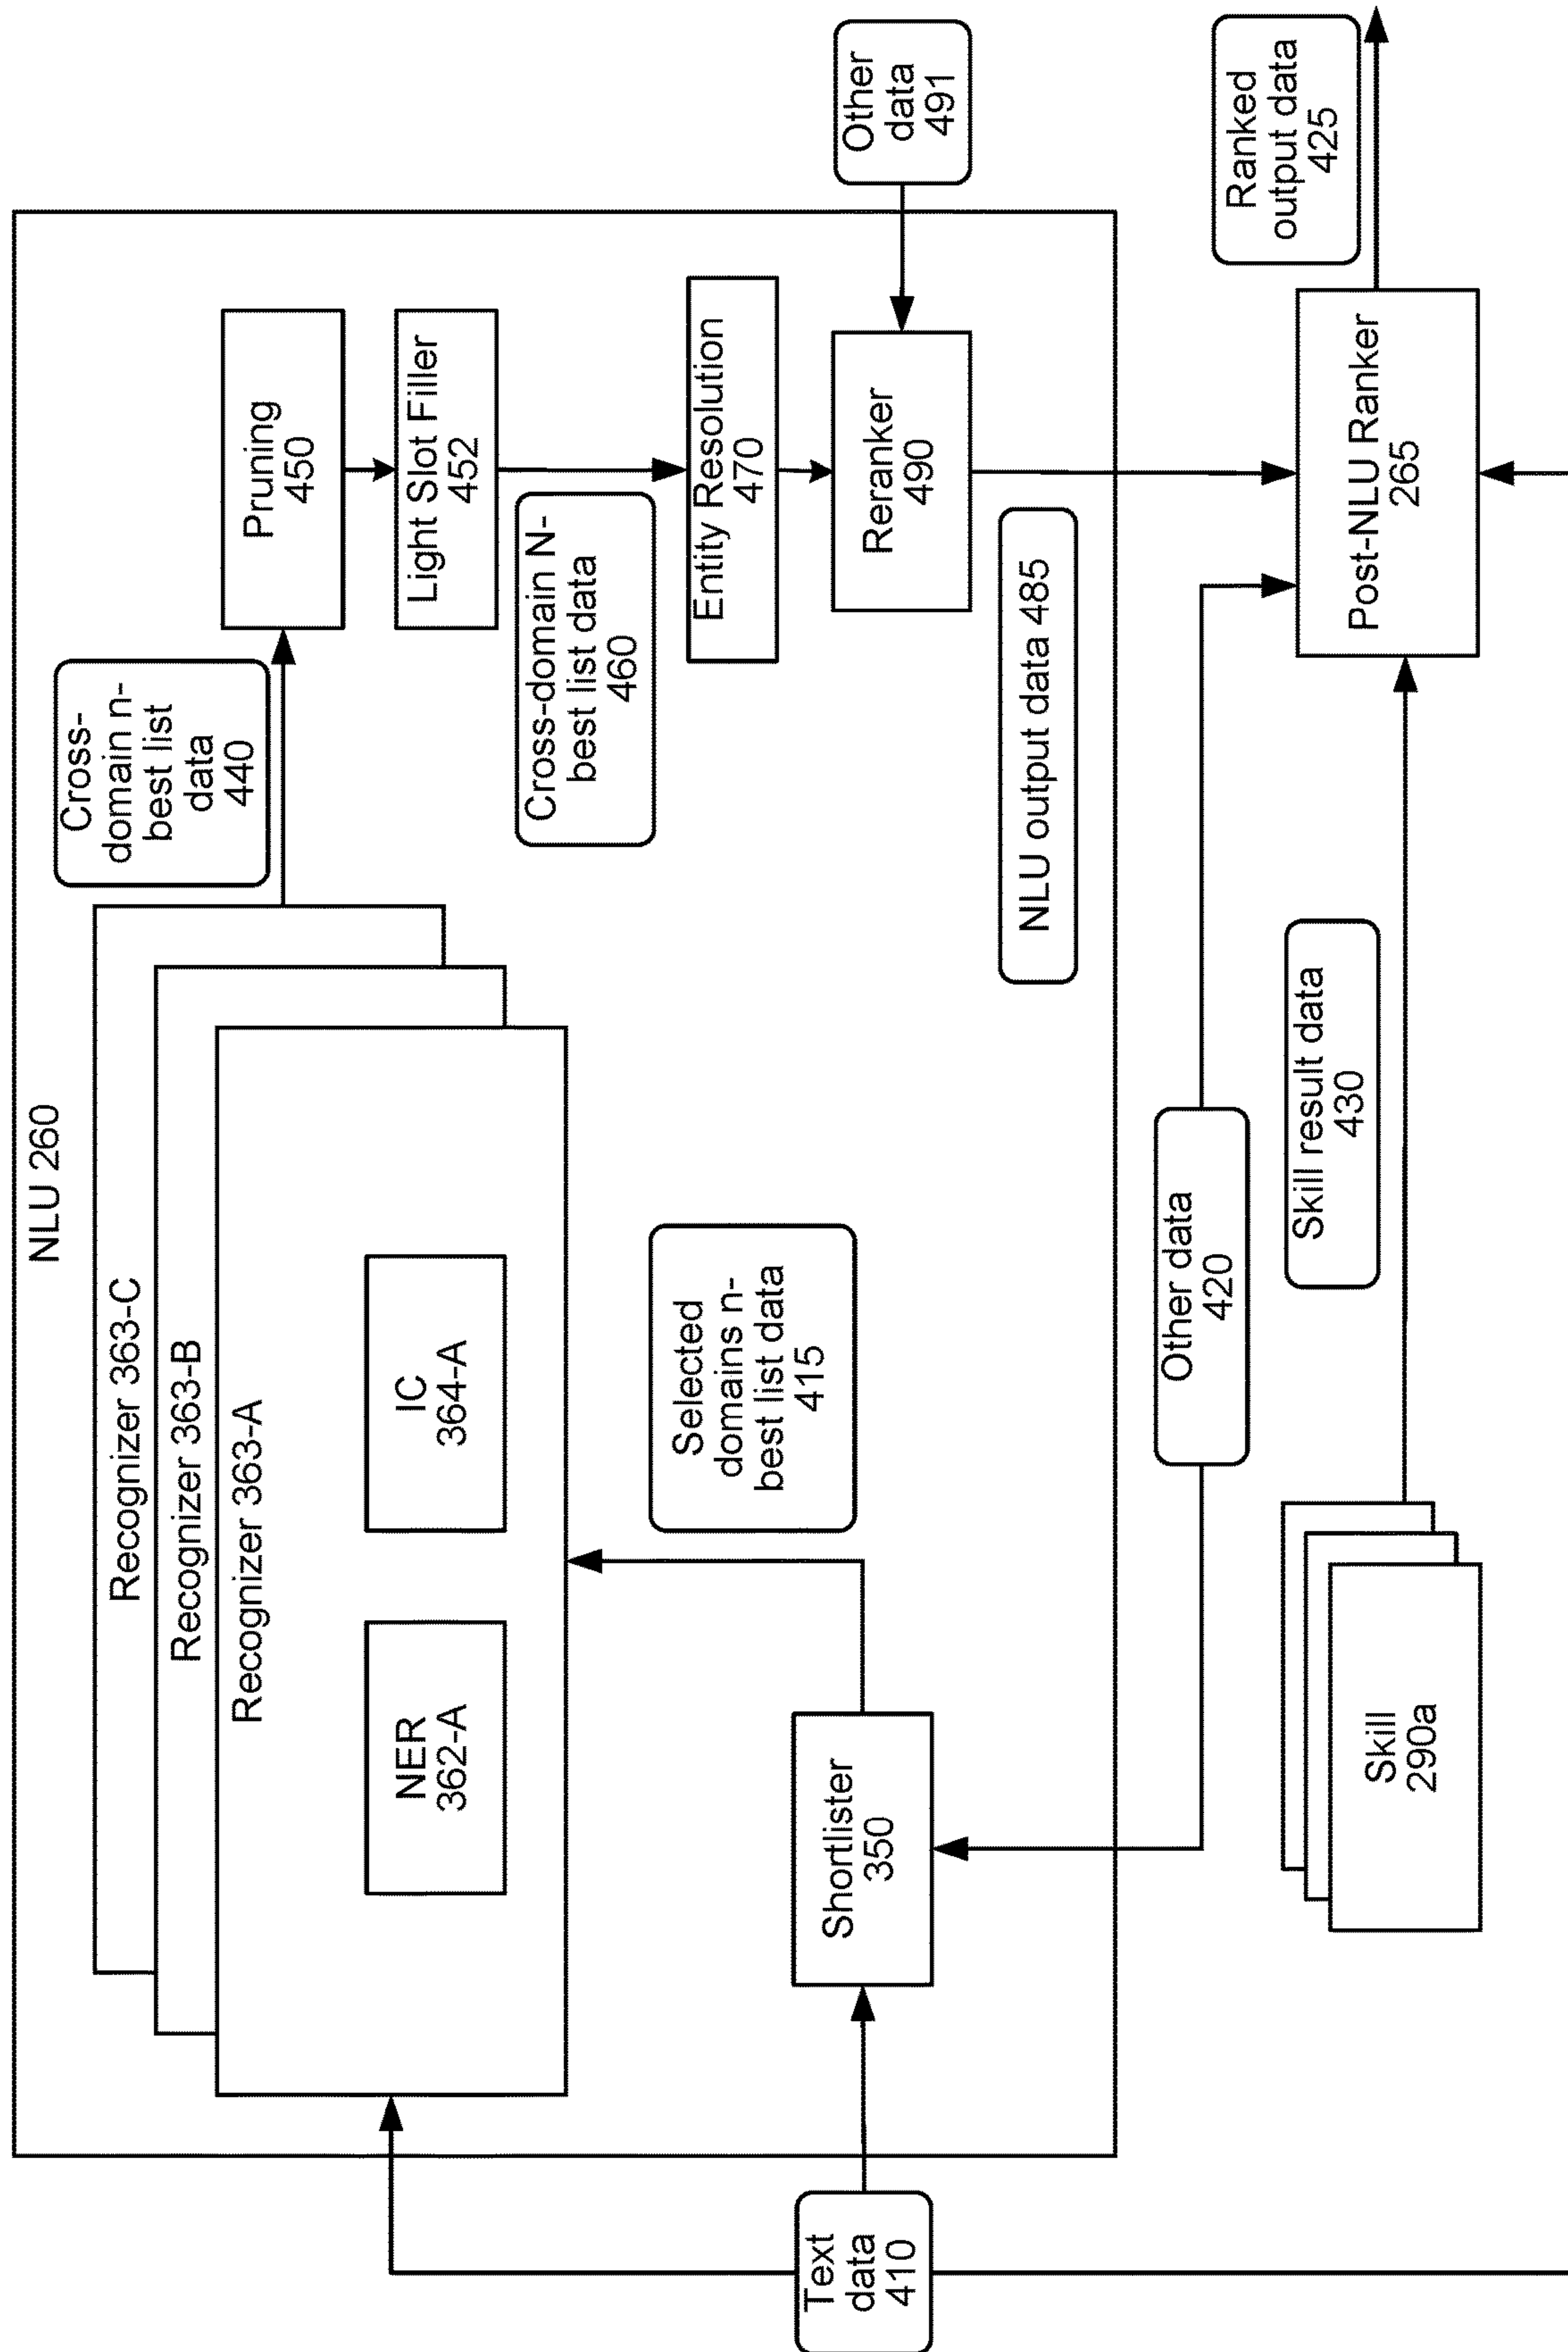 NLU 260
Recognizer 363-C
Recognizer 363-B
Recognizer 363-A
NER
362-A
IC
364-A
Cross-
domain n-
best list
data
440
Pruning
450
Light Slot Filler
452
Cross-domain N-
best list data
460
Entity Resolution
470
Reranker
490
Other
data
491
Selected
domains n-
best list data
415
Shortlister
350
Text
data
410
NLU output data 485
Other data
420
Skill
290a
Skill result data
430
Post-NLU Ranker
265
Ranked
output data
425